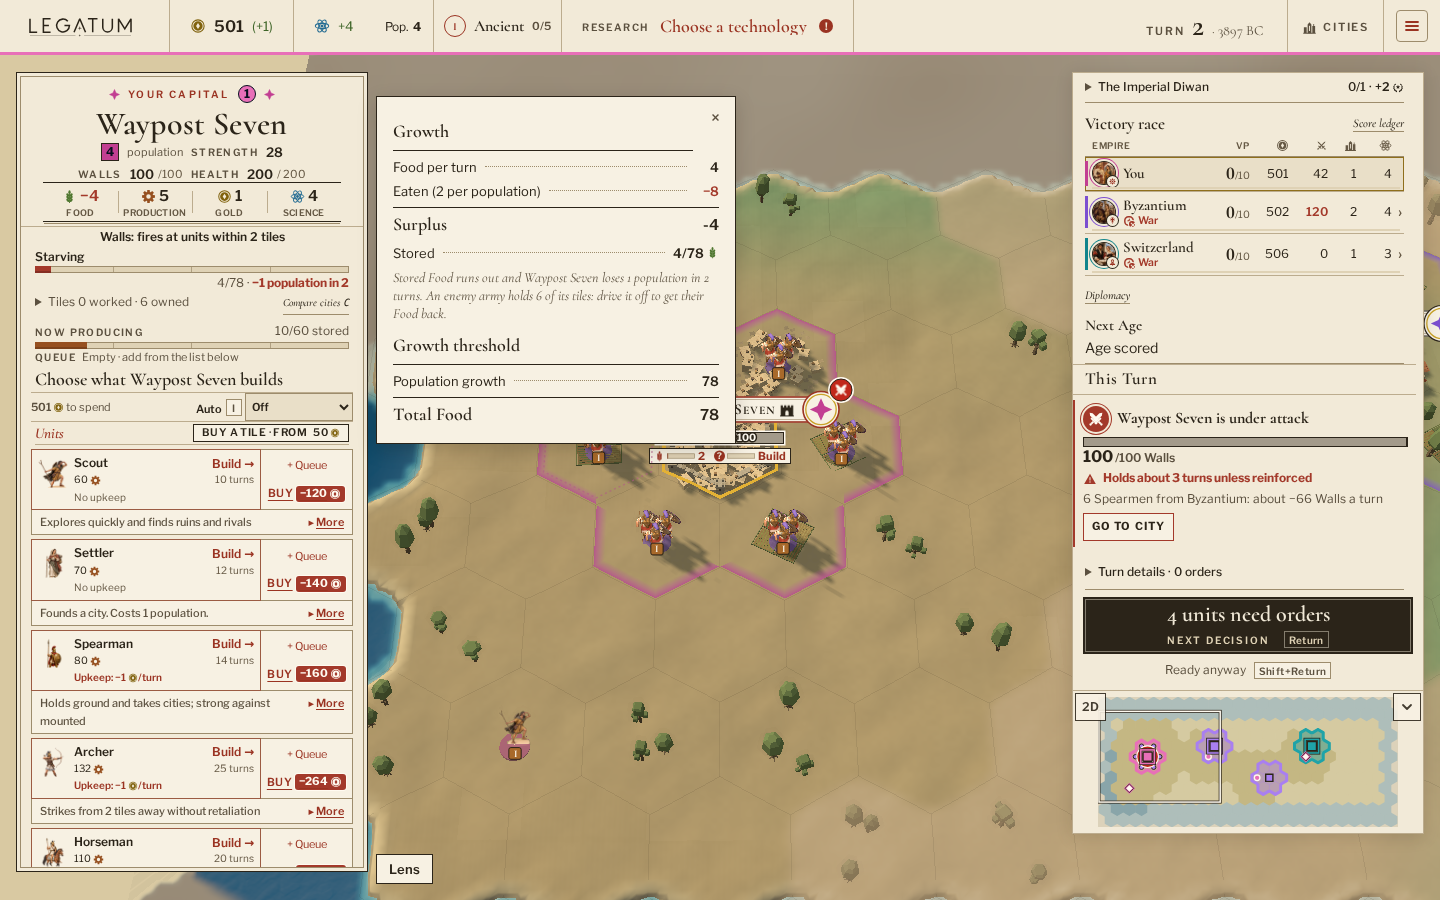 LEGATUM
501 (+1)
+4
Pop. 4
I Ancient 0/5
RESEARCH Choose a technology !
TURN 2 · 3897 BC
CITIES
YOUR CAPITAL 1
Waypost Seven
4 population STRENGTH 28
WALLS 100 /100 HEALTH 200 /200
−4 5 1 4
FOOD PRODUCTION GOLD SCIENCE
Walls: fires at units within 2 tiles
Starving
4/78 · −1 population in 2
Tiles 0 worked · 6 owned Compare cities C
NOW PRODUCING 10/60 stored
QUEUE Empty · add from the list below
Choose what Waypost Seven builds
501 to spend Auto I Off
Units BUY A TILE · FROM 50
Scout Build → + Queue
60 10 turns
No upkeep BUY −120
Explores quickly and finds ruins and rivals ▸ More
Settler Build → + Queue
70 12 turns
No upkeep BUY −140
Founds a city. Costs 1 population. ▸ More
Spearman Build → + Queue
80 14 turns
Upkeep: −1 /turn BUY −160
Holds ground and takes cities; strong against mounted ▸ More
Archer Build → + Queue
132 25 turns
Upkeep: −1 /turn BUY −264
Strikes from 2 tiles away without retaliation ▸ More
Horseman Build → + Queue
110 20 turns
×
Growth
Food per turn 4
Eaten (2 per population) −8
Surplus -4
Stored 4/78
Stored Food runs out and Waypost Seven loses 1 population in 2
turns. An enemy army holds 6 of its tiles: drive it off to get their
Food back.
Growth threshold
Population growth 78
Total Food 78
SEVEN
100
2 ? Build
I
I
I
I
I
I
Lens
The Imperial Diwan 0/1 · +2
Victory race Score ledger
EMPIRE VP
You 0/10 501 42 1 4
Byzantium 0/10 502 120 2 4 ›
War
Switzerland 0/10 506 0 1 3 ›
War
Diplomacy
Next Age
Age scored
This Turn
Waypost Seven is under attack
100 /100 Walls
Holds about 3 turns unless reinforced
6 Spearmen from Byzantium: about −66 Walls a turn
GO TO CITY
Turn details · 0 orders
4 units need orders
NEXT DECISION Return
Ready anyway Shift+Return
2D